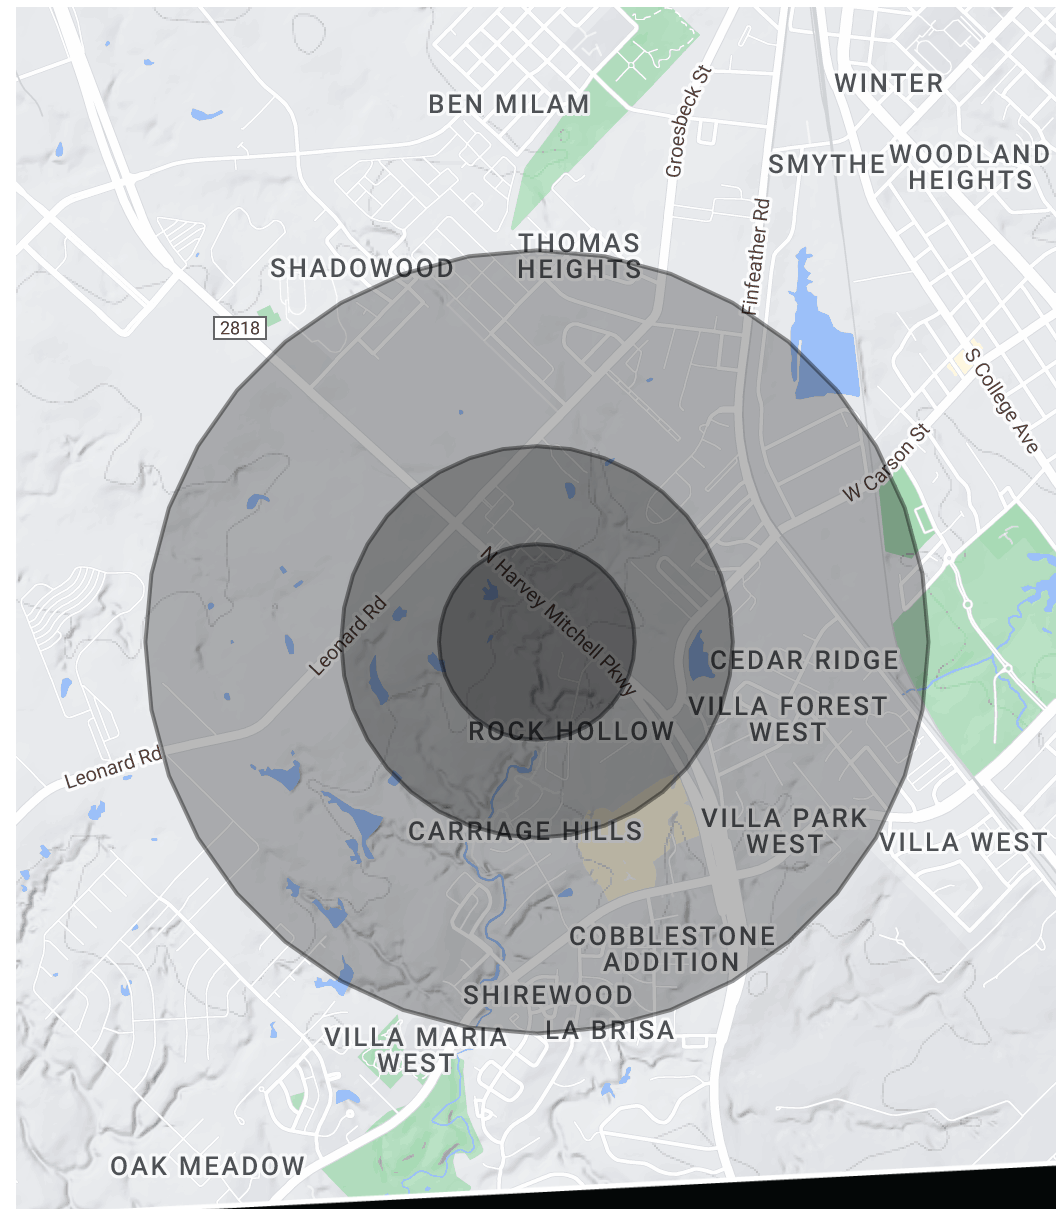 WINTER
BEN MILAM
Groesbeck St
SMYTHE
WOODLAND
HEIGHTS
Finfeather Rd
THOMAS
HEIGHTS
SHADOWOOD
2818
S College Ave
W Carson St
N Harvey Mitchell Pkwy
Leonard Rd
CEDAR RIDGE
VILLA FOREST
WEST
ROCK HOLLOW
Leonard Rd
CARRIAGE HILLS
VILLA PARK
WEST
VILLA WEST
COBBLESTONE
ADDITION
SHIREWOOD
LA BRISA
VILLA MARIA
WEST
OAK MEADOW